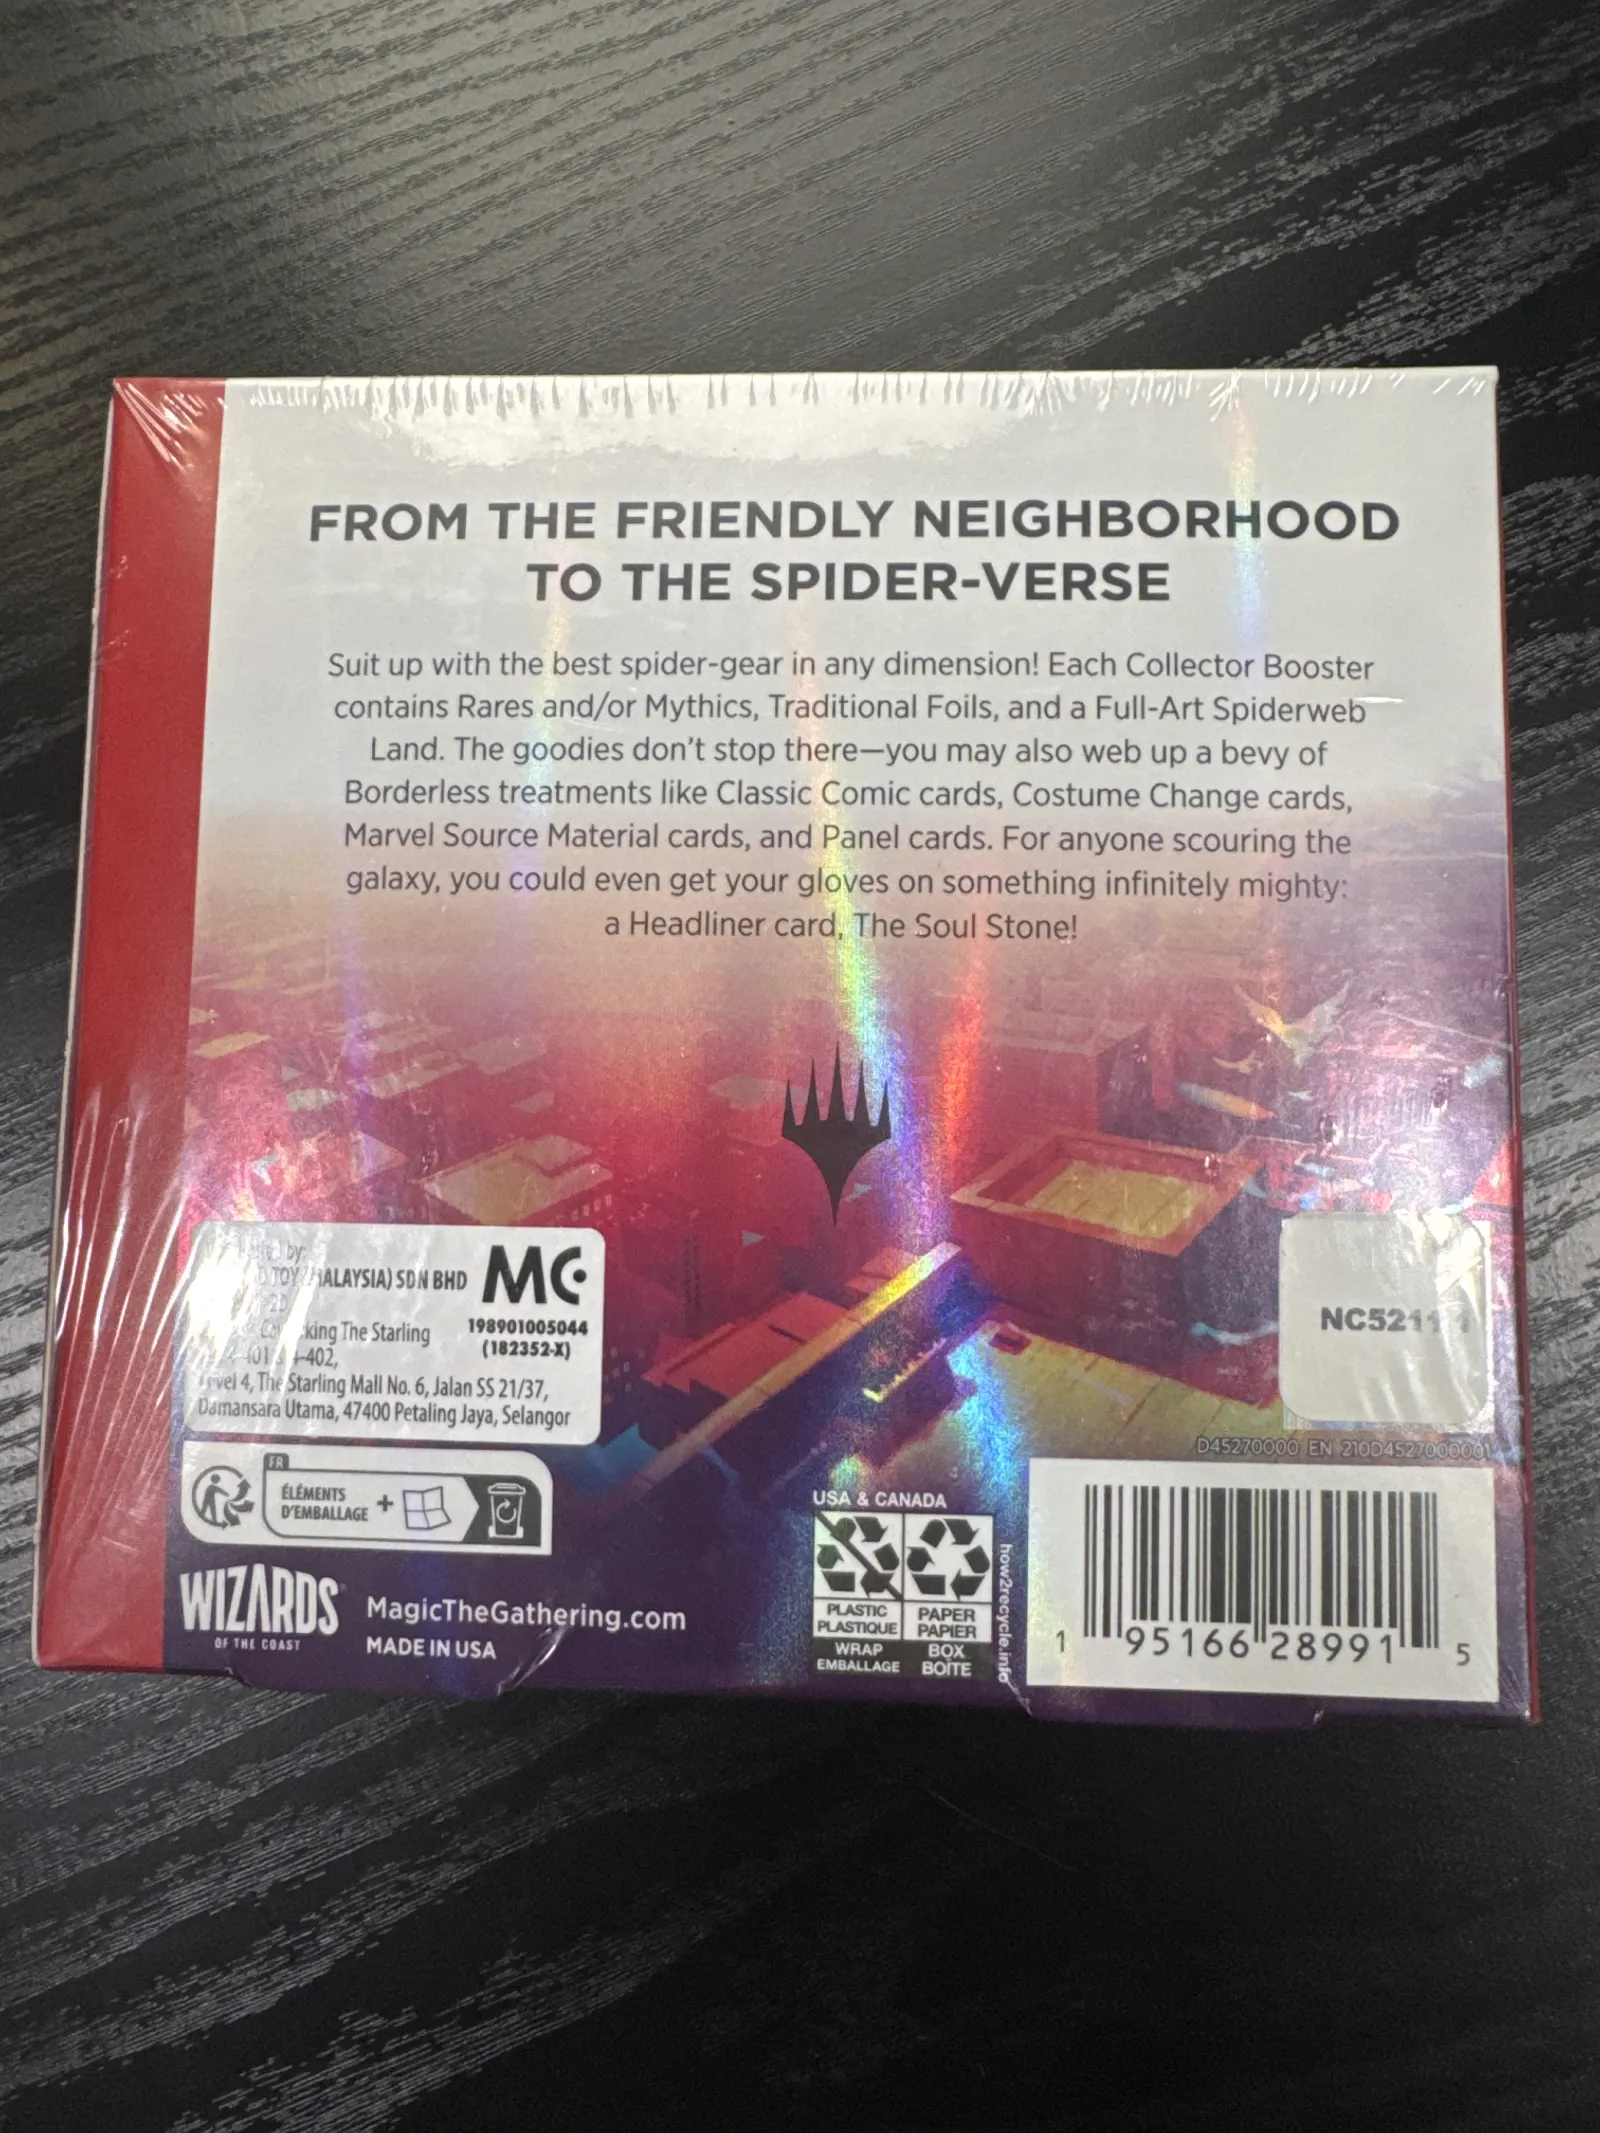 FROM THE FRIENDLY NEIGHBORHOOD
TO THE SPIDER-VERSE
Suit up with the best spider-gear in any dimension! Each Collector Booster
contains Rares and/or Mythics, Traditional Foils, and a Full-Art Spiderweb
Land. The goodies don't stop there—you may also web up a bevy of
Borderless treatments like Classic Comic cards, Costume Change cards,
Marvel Source Material cards, and Panel cards. For anyone scouring the
galaxy, you could even get your gloves on something infinitely mighty:
a Headliner card, The Soul Stone!
by:
TOY (MALAYSIA) SDN BHD
The Starling
Level 4, The Starling Mall No. 6, Jalan SS 21/37,
Damansara Utama, 47400 Petaling Jaya, Selangor
MC
198901005044
(182352-X)
D45270000 EN
FR
ÉLÉMENTS
D'EMBALLAGE +
WIZARDS
OF THE COAST
MagicTheGathering.com
MADE IN USA
USA & CANADA
PLASTIC
PLASTIQUE
WRAP
EMBALLAGE
PAPER
PAPIER
BOX
BOÎTE
how2recycle.info
1 95166 28991 5